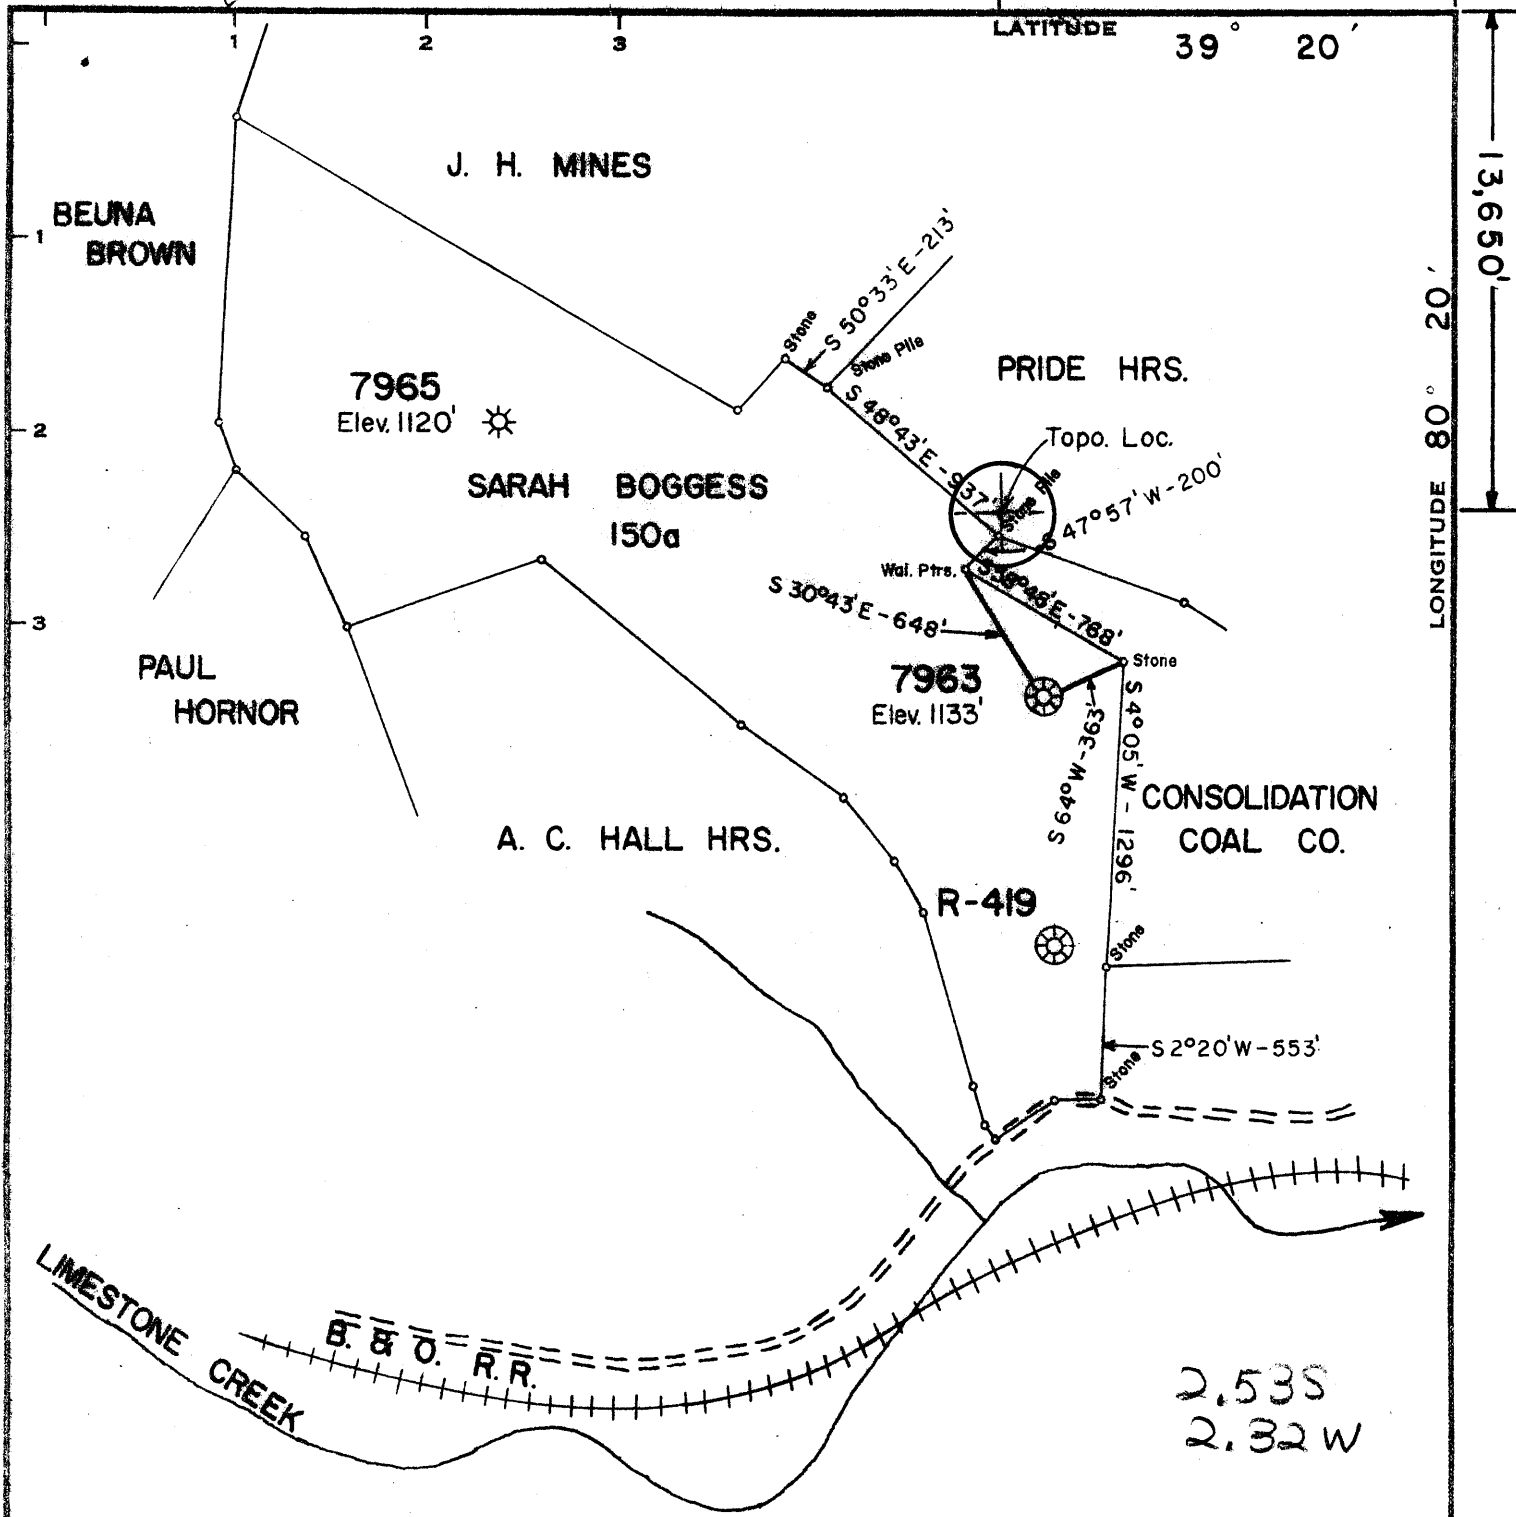 LATITUDE
39° 20′
1 2 3
J. H. MINES
BEUNA
BROWN
1
13,650'
S 50°33' E - 213'
Stone
Stone Pile
LONGITUDE 80° 20'
7965
Elev. 1120'
PRIDE HRS.
S 48°43' E - 937'
Topo. Loc.
2
SARAH BOGGESS
150a
Stone Pile
S 47°57' W - 200'
Wal. Ptrs.
S 30°43' E - 648'
E - 768'
3
Stone
PAUL
HORNOR
7963
Elev. 1133'
S 64° W - 363'
S 4°05' W - 1296'
CONSOLIDATION
COAL CO.
A. C. HALL HRS.
R-419
Stone
S 2°20' W - 553'
Stone
LIMESTONE CREEK
B. & O. R. R.
2.53S
2.32W